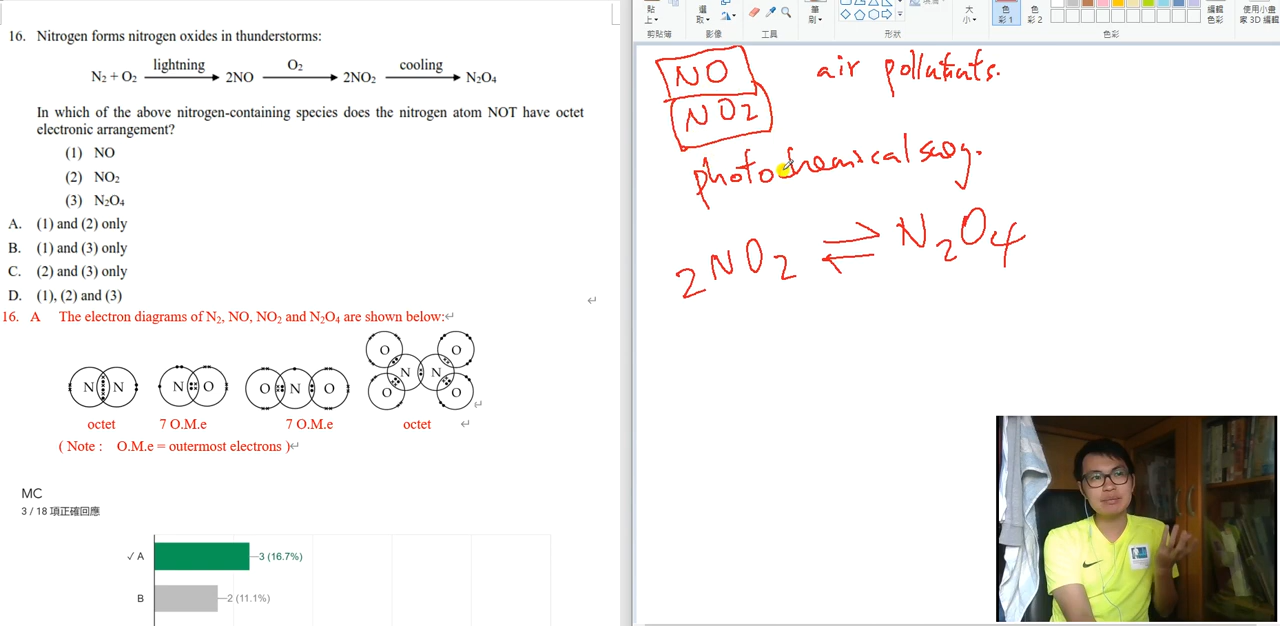 16. Nitrogen forms nitrogen oxides in thunderstorms:
N₂ + O₂ lightning 2NO O₂ 2NO₂ cooling N₂O₄
In which of the above nitrogen-containing species does the nitrogen atom NOT have octet
electronic arrangement?
(1) NO
(2) NO₂
(3) N₂O₄
A. (1) and (2) only
B. (1) and (3) only
C. (2) and (3) only
D. (1), (2) and (3)
16. A The electron diagrams of N₂, NO, NO₂ and N₂O₄ are shown below:
N N N O O N O O O N N O O
octet 7 O.M.e 7 O.M.e octet
( Note : O.M.e = outermost electrons )
MC
3 / 18 項正確回應
✓ A 3 (16.7%)
B 2 (11.1%)
貼上 選取 筆刷 大小 色彩 1 色彩 2 編輯色彩 使用小畫家 3D 編輯
剪貼簿 影像 工具 形狀 色彩
NO air pollutants.
NO₂
photochemical smog.
2NO₂ ⇌ N₂O₄